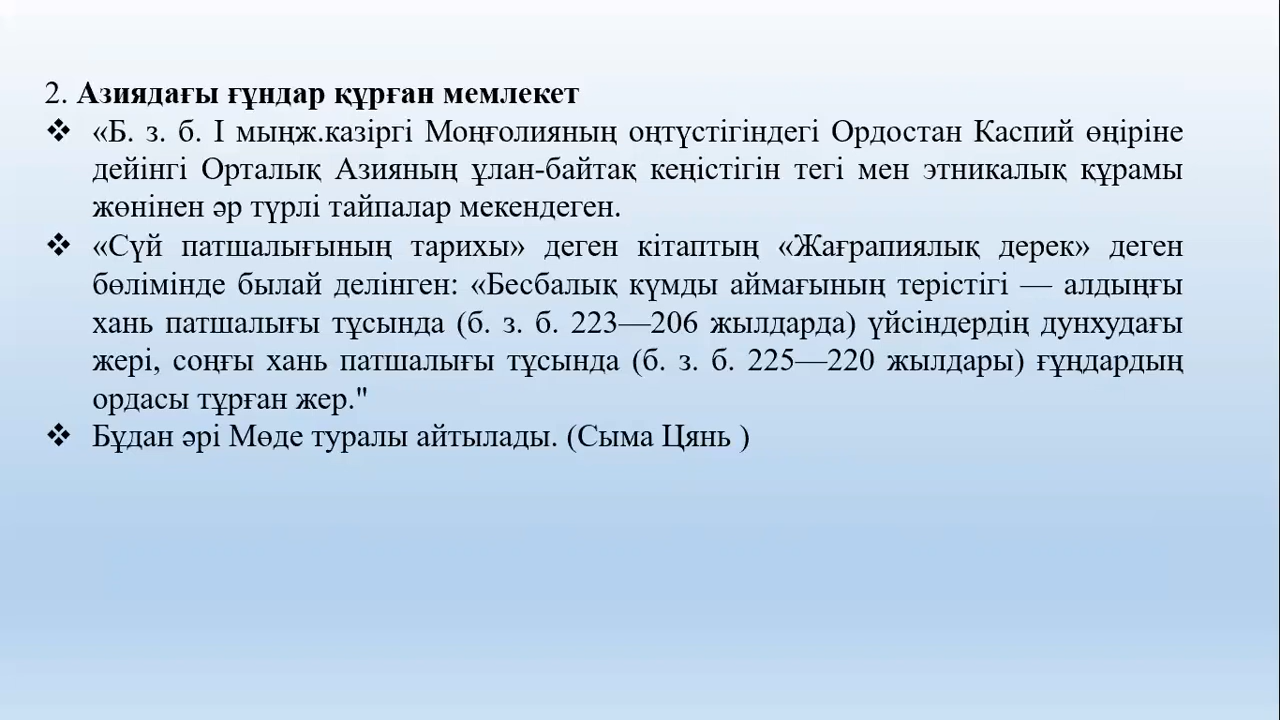 2. Азиядағы ғұндар құрған мемлекет
❖ «Б. з. б. I мыңж.казіргі Моңғолияның оңтүстігіндегі Ордостан Каспий өңіріне
дейінгі Орталық Азияның ұлан-байтақ кеңістігін тегі мен этникалық құрамы
жөнінен әр түрлі тайпалар мекендеген.
❖ «Сүй патшалығының тарихы» деген кітаптың «Жағрапиялық дерек» деген
бөлімінде былай делінген: «Бесбалық күмды аймағының терістігі — алдыңғы
хань патшалығы тұсында (б. з. б. 223—206 жылдарда) үйсіндердің дунхудағы
жері, соңғы хань патшалығы тұсында (б. з. б. 225—220 жылдары) ғұңдардың
ордасы тұрған жер."
❖ Бұдан әрі Мөде туралы айтылады. (Сыма Цянь )